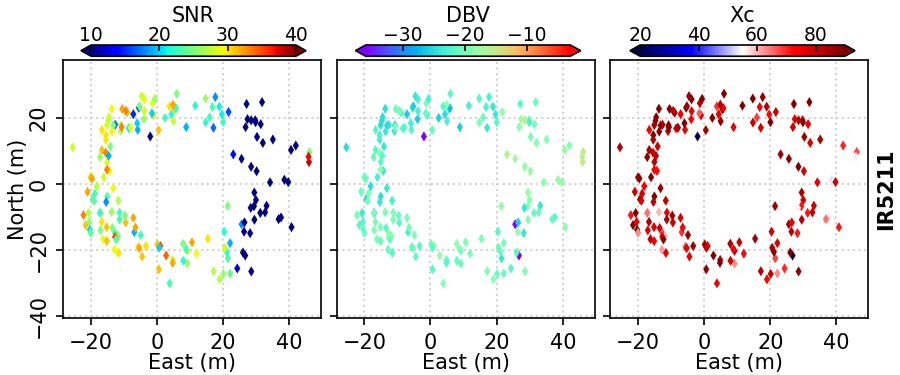 SNR DBV Xc
10 20 30 40 −30 −20 −10 20 40 60 80
North (m)
20
0
−20
−40
IR5211
−20 0 20 40 −20 0 20 40 −20 0 20 40
East (m) East (m) East (m)